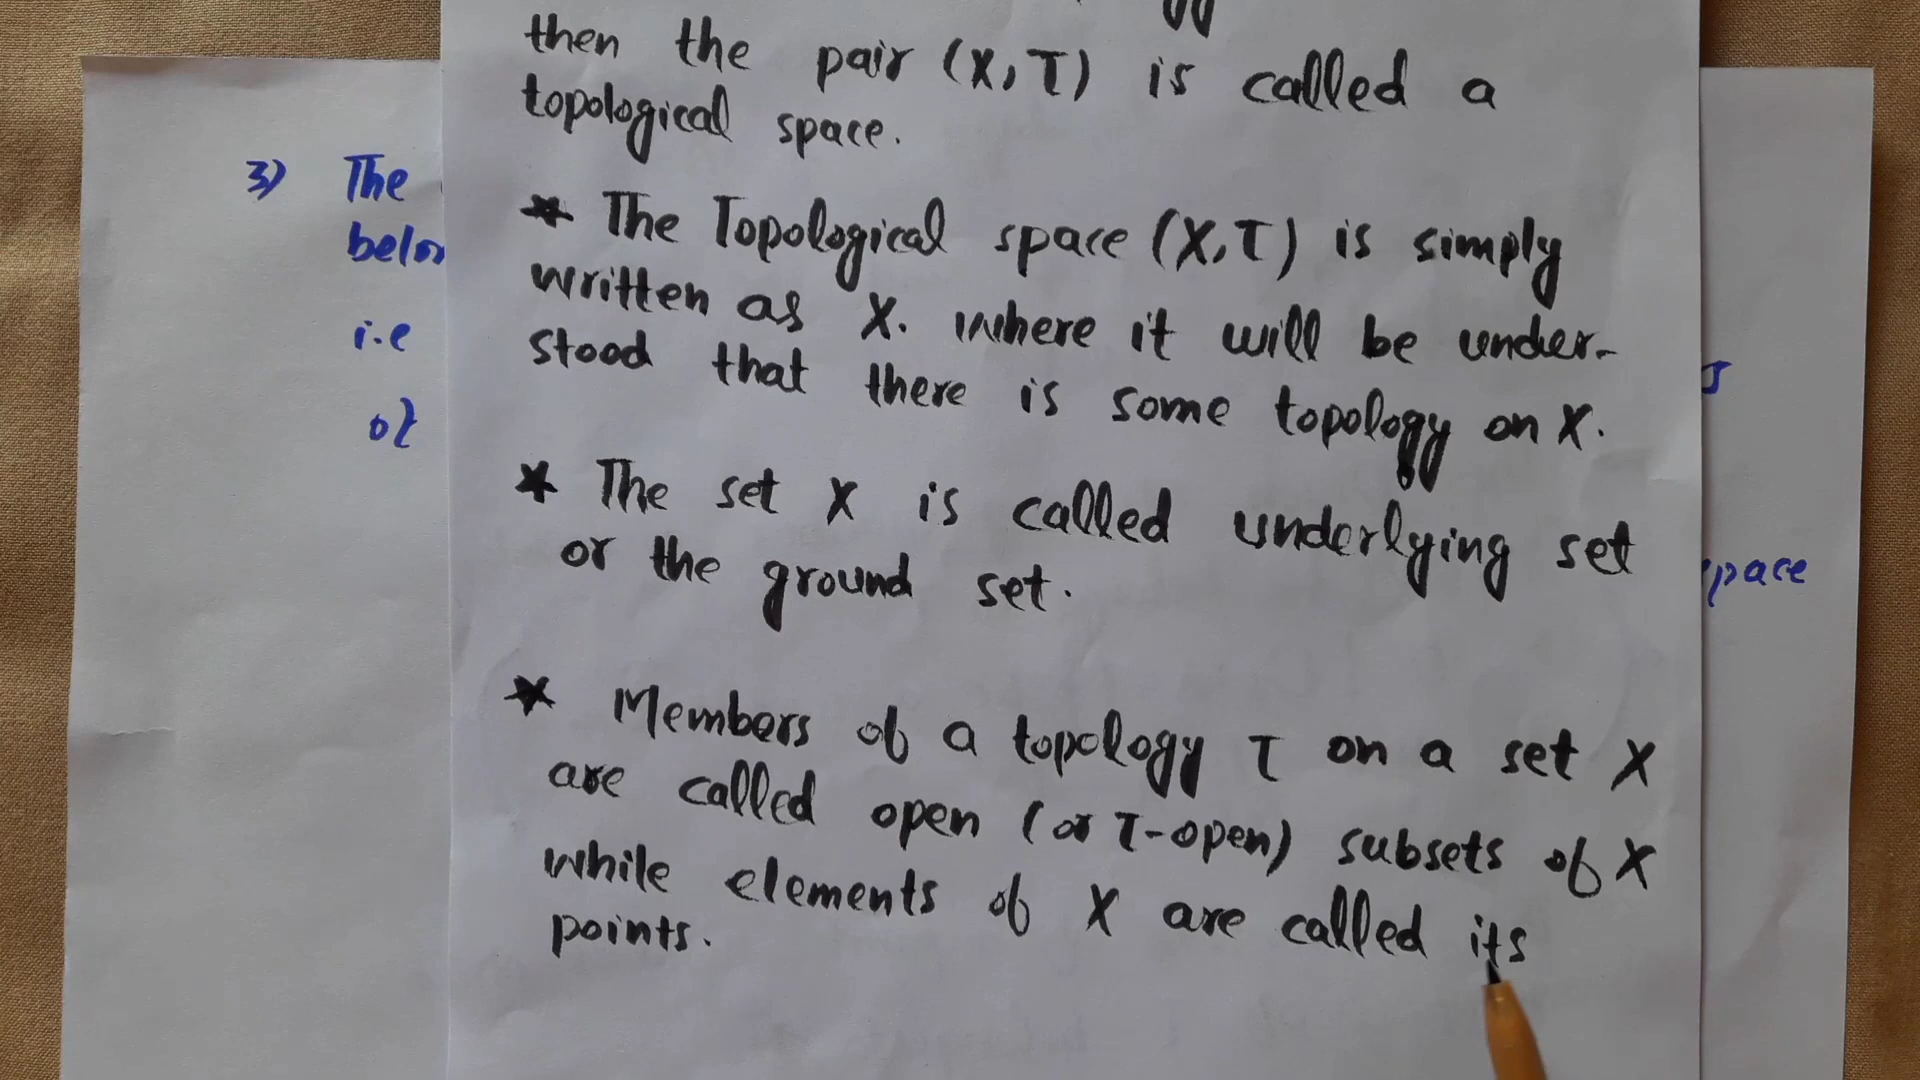 then the pair (X, T) is called a
topological space.
* The Topological space (X, T) is simply
written as X. Where it will be under-
stood that there is some topology on X.
* The set X is called underlying set
or the ground set.
* Members of a topology T on a set X
are called open (or T-open) subsets of X
while elements of X are called its
points.
3) The
i.e